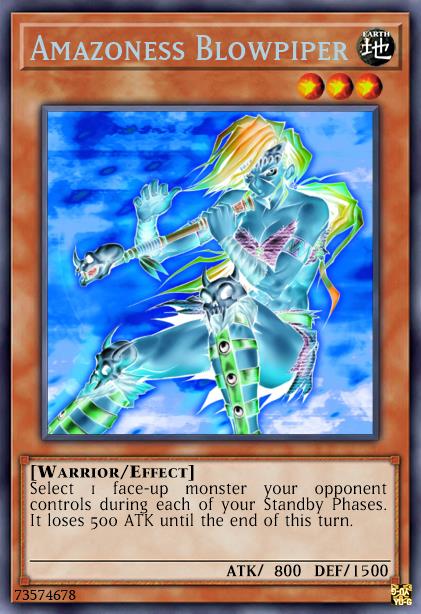 Amazoness Blowpiper
EARTH
地
[Warrior/Effect]
Select 1 face-up monster your opponent
controls during each of your Standby Phases.
It loses 500 ATK until the end of this turn.
ATK/ 800 DEF/1500
73574678